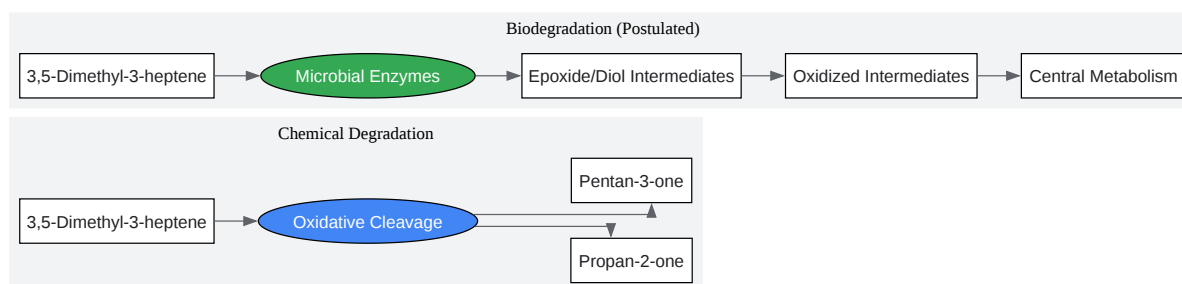 Biodegradation (Postulated)
3,5-Dimethyl-3-heptene
Microbial Enzymes
Epoxide/Diol Intermediates
Oxidized Intermediates
Central Metabolism
Chemical Degradation
3,5-Dimethyl-3-heptene
Oxidative Cleavage
Pentan-3-one
Propan-2-one